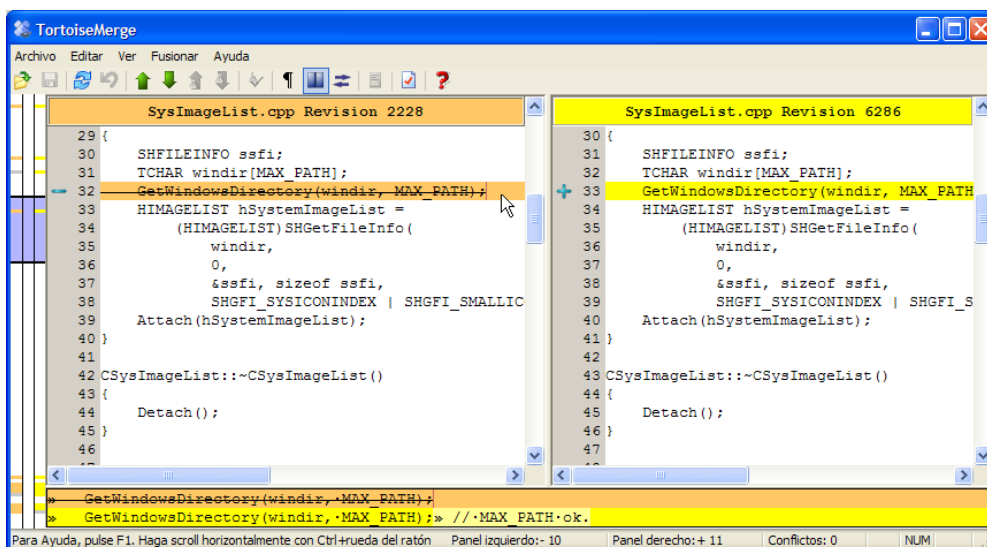 TortoiseMerge
Archivo Editar Ver Fusionar Ayuda
SysImageList.cpp Revision 2228
29 {
30 SHFILEINFO ssfi;
31 TCHAR windir[MAX_PATH];
32 GetWindowsDirectory(windir, MAX_PATH);
33 HIMAGELIST hSystemImageList =
34 (HIMAGELIST)SHGetFileInfo(
35 windir,
36 0,
37 &ssfi, sizeof ssfi,
38 SHGFI_SYSICONINDEX | SHGFI_SMALLIC
39 Attach(hSystemImageList);
40 }
41
42 CSysImageList::~CSysImageList()
43 {
44 Detach();
45 }
46
SysImageList.cpp Revision 6286
30 {
31 SHFILEINFO ssfi;
32 TCHAR windir[MAX_PATH];
33 GetWindowsDirectory(windir, MAX_PATH
34 HIMAGELIST hSystemImageList =
35 (HIMAGELIST)SHGetFileInfo(
36 windir,
37 0,
38 &ssfi, sizeof ssfi,
39 SHGFI_SYSICONINDEX | SHGFI_S
40 Attach(hSystemImageList);
41 }
42
43 CSysImageList::~CSysImageList()
44 {
45 Detach();
46 }
47
» GetWindowsDirectory(windir,·MAX_PATH);
» GetWindowsDirectory(windir,·MAX_PATH);» //·MAX_PATH·ok.
Para Ayuda, pulse F1. Haga scroll horizontalmente con Ctrl+rueda del ratón Panel izquierdo:- 10 Panel derecho:+ 11 Conflictos: 0 NUM